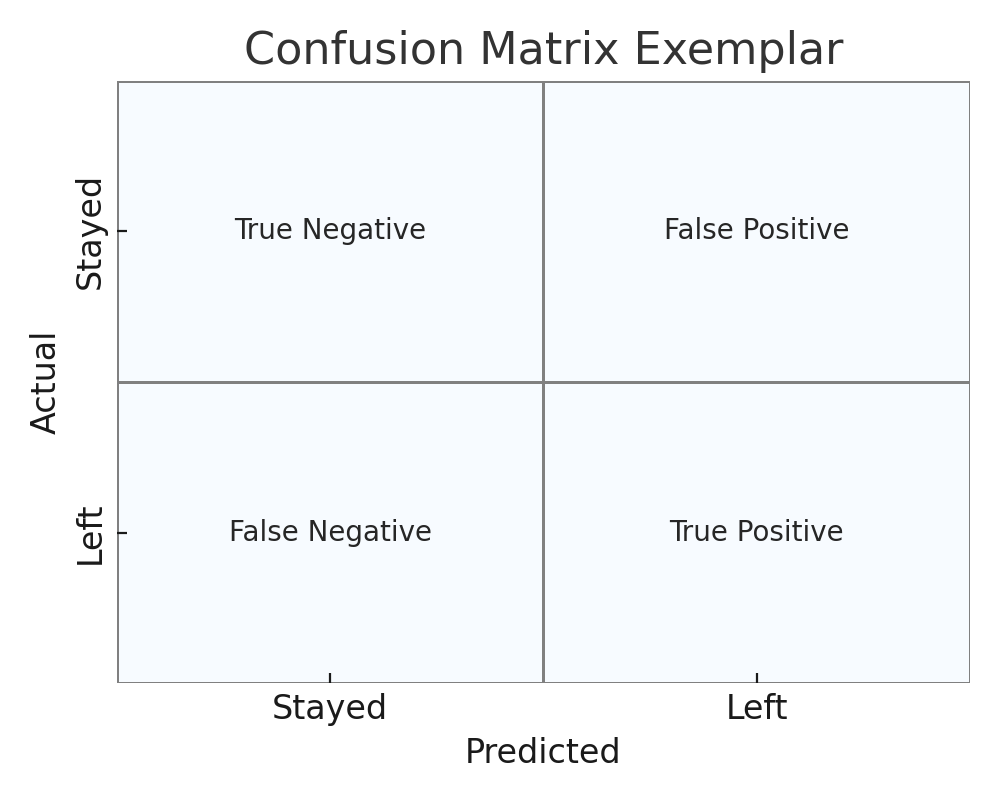 Confusion Matrix Exemplar
Actual
Stayed
True Negative
False Positive
Left
False Negative
True Positive
Stayed
Left
Predicted